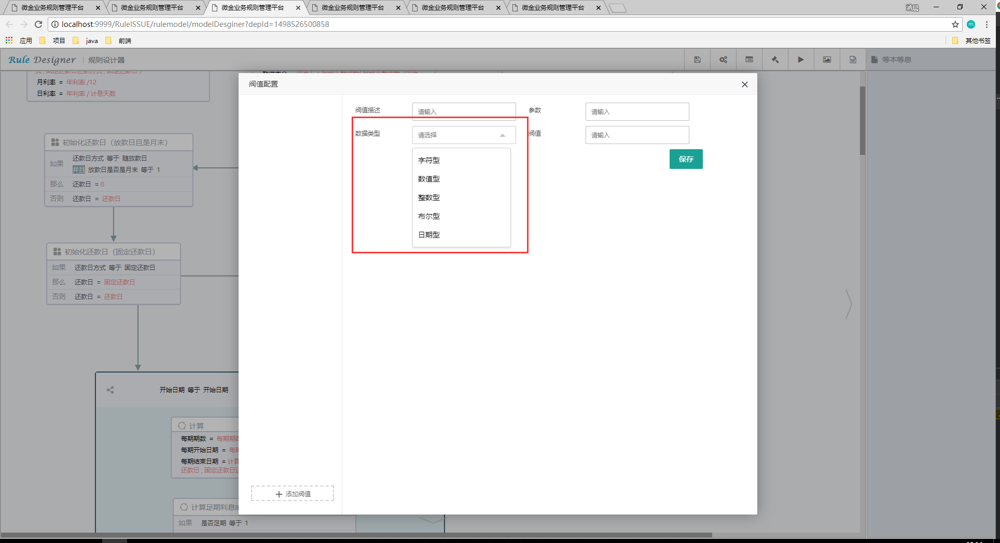 微金业务规则管理平台
微金业务规则管理平台
微金业务规则管理平台
微金业务规则管理平台
微金业务规则管理平台
微金业务规则管理平台
涵晨
localhost:9999/RuleISSUE/rulemodel/modelDesginer?depId=1498526500858
m
应用 项目 java 前端 其他书签
Rule Designer | 规则设计器
等本等息
月利率 = 年利率 /12
日利率 = 年利率 / 计息天数
初始化还款日（放款日且是月末）
如果
还款日方式 等于 随放款日
并且 放款日是否是月末 等于 1
那么 还款日 = 0
否则 还款日 = 还款日
初始化还款日（固定还款日）
如果 还款日方式 等于 固定还款日
那么 还款日 = 固定还款日
否则 还款日 = 还款日
开始日期 等于 开始日期
计算
每期期数 = 每期期数
每期开始日期 = 每期
每期结束日期 = 计算
还款日 , 固定还款日还
计算足期利息或
如果 是否足期 等于 1
阀值配置
阀值描述 请输入 参数 请输入
数据类型 请选择 阀值 请输入
字符型
数值型
整数型
布尔型
日期型
保存
添加阀值